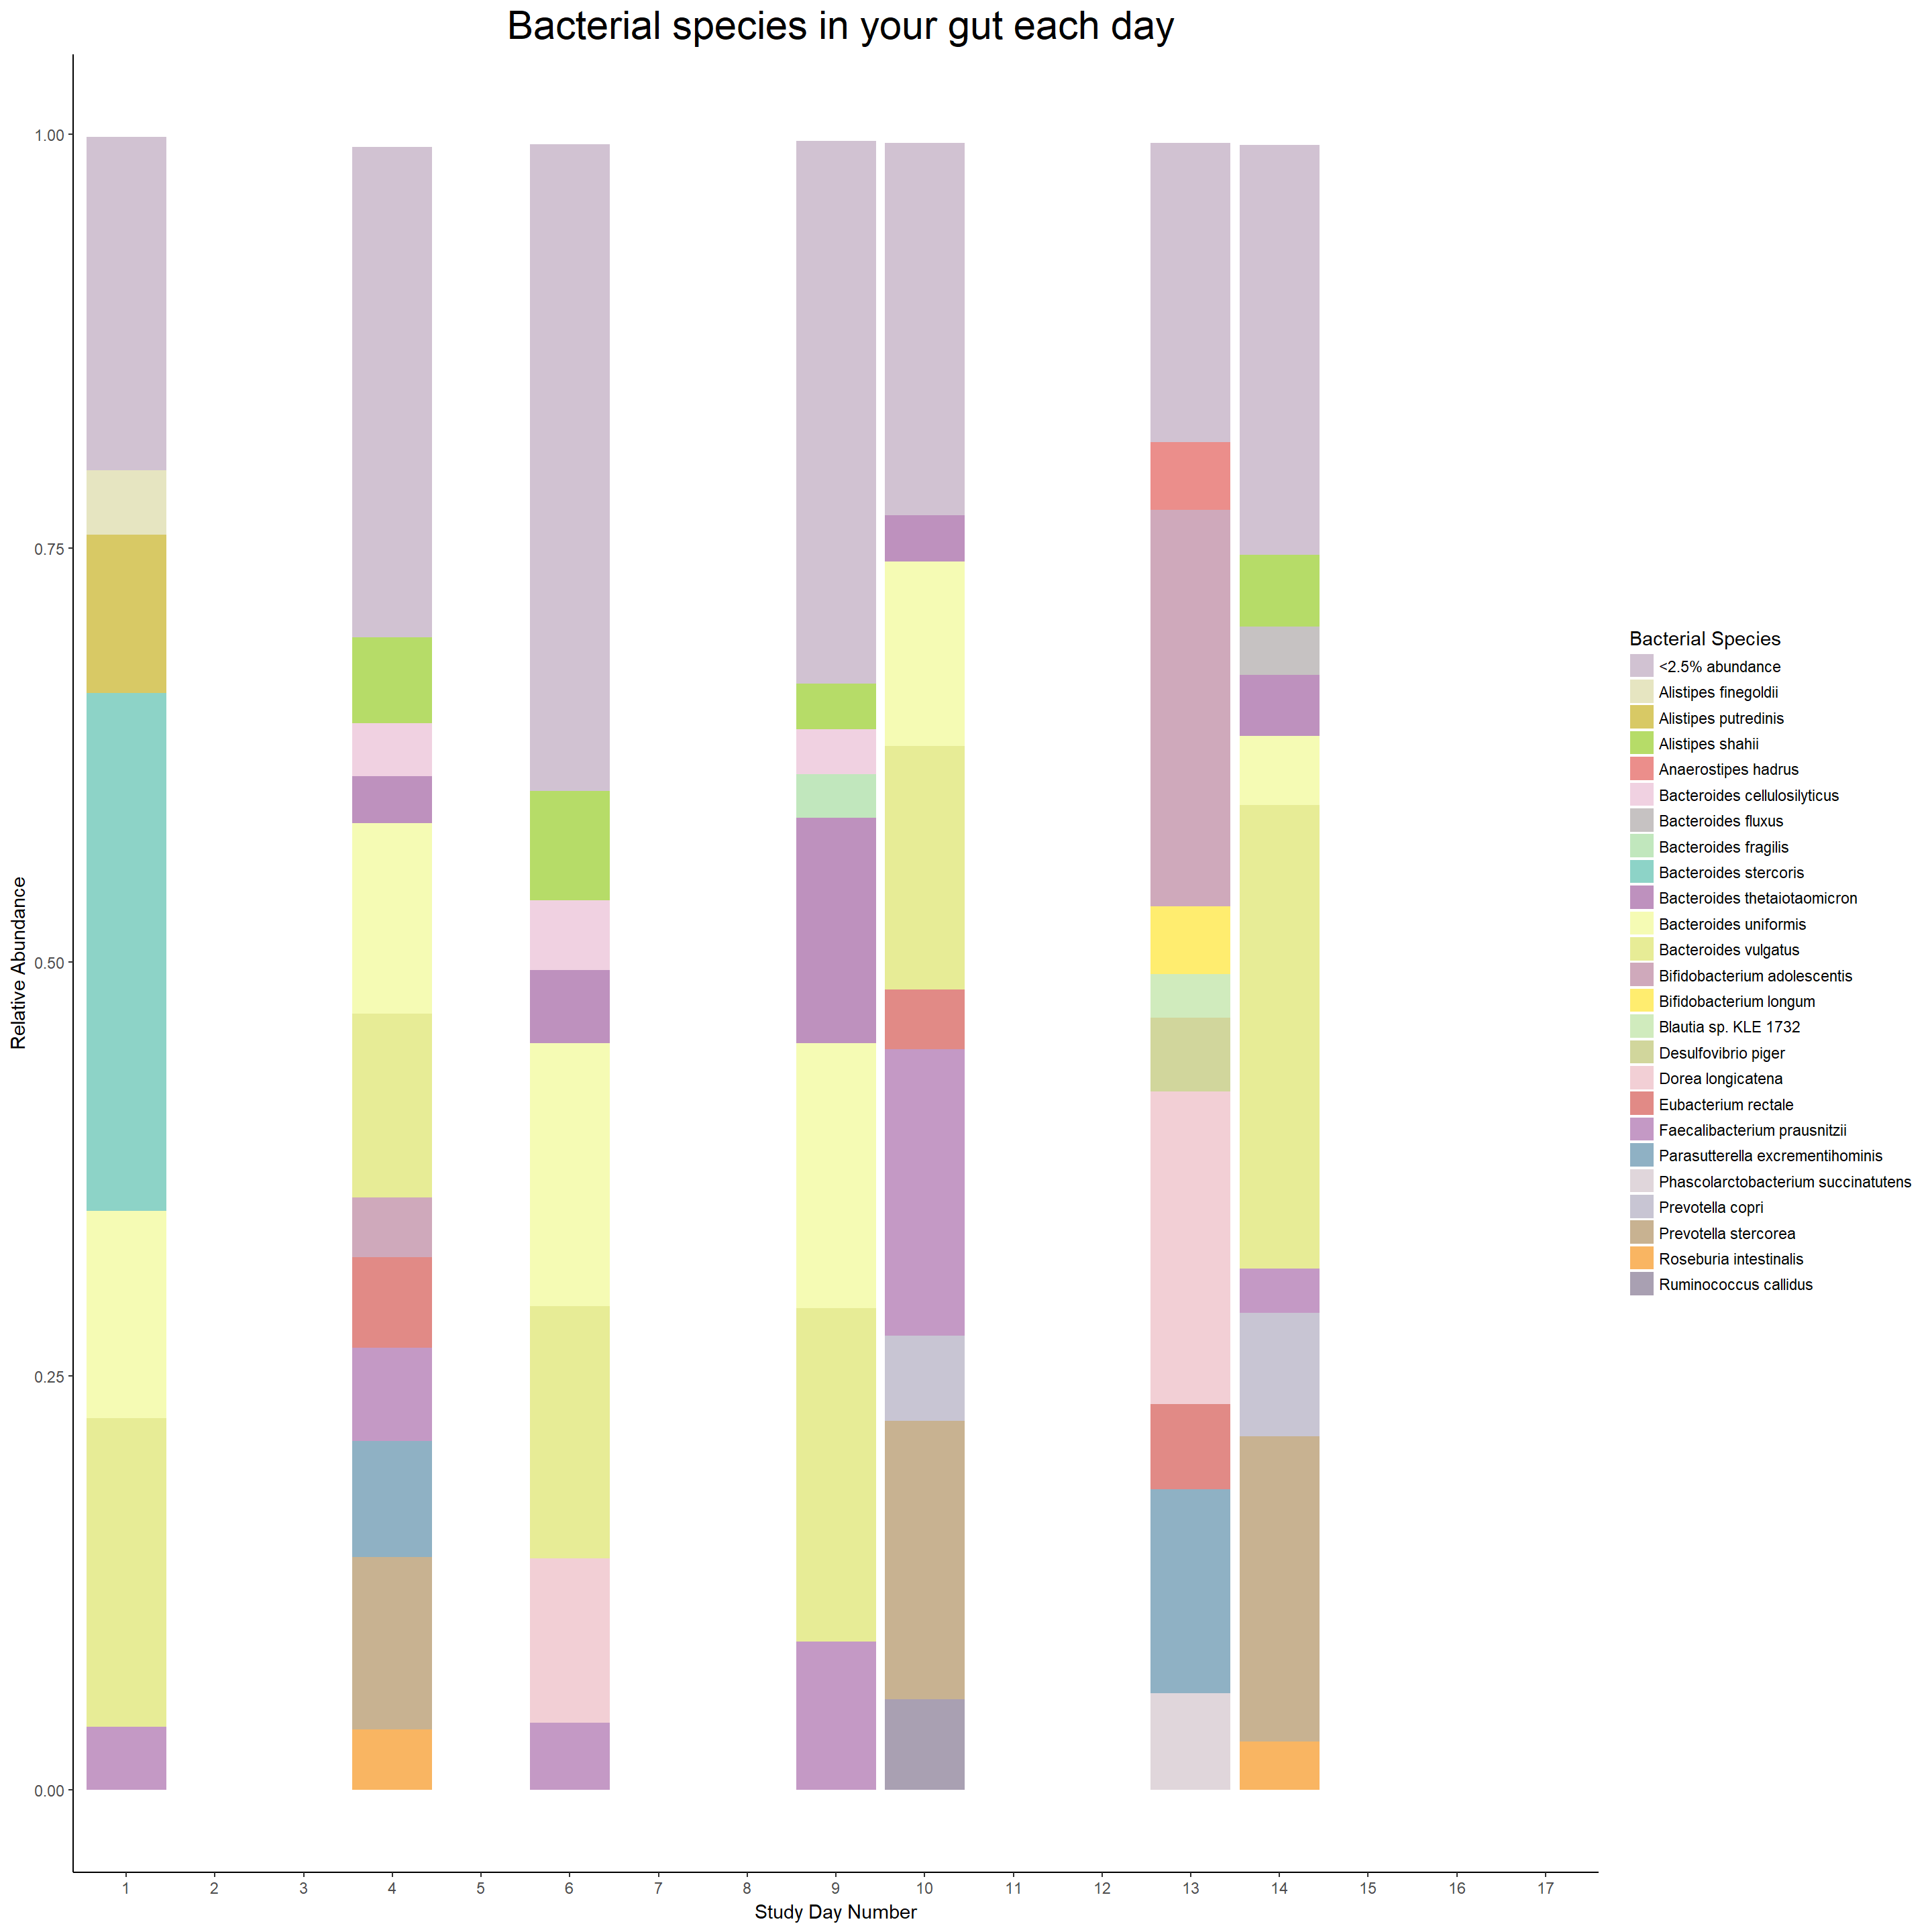 Bacterial species in your gut each day
1.00
0.75
0.50
0.25
0.00
Relative Abundance
1 2 3 4 5 6 7 8 9 10 11 12 13 14 15 16 17
Study Day Number
Bacterial Species
<2.5% abundance
Alistipes finegoldii
Alistipes putredinis
Alistipes shahii
Anaerostipes hadrus
Bacteroides cellulosilyticus
Bacteroides fluxus
Bacteroides fragilis
Bacteroides stercoris
Bacteroides thetaiotaomicron
Bacteroides uniformis
Bacteroides vulgatus
Bifidobacterium adolescentis
Bifidobacterium longum
Blautia sp. KLE 1732
Desulfovibrio piger
Dorea longicatena
Eubacterium rectale
Faecalibacterium prausnitzii
Parasutterella excrementihominis
Phascolarctobacterium succinatutens
Prevotella copri
Prevotella stercorea
Roseburia intestinalis
Ruminococcus callidus